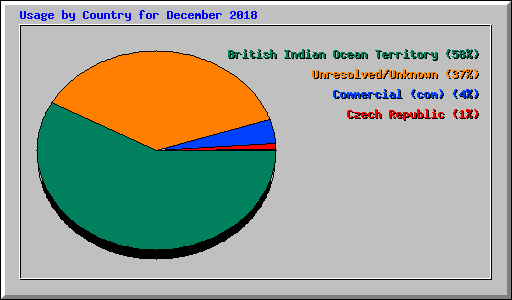 Usage by Country for December 2018
British Indian Ocean Territory (58%)
Unresolved/Unknown (37%)
Commercial (com) (4%)
Czech Republic (1%)